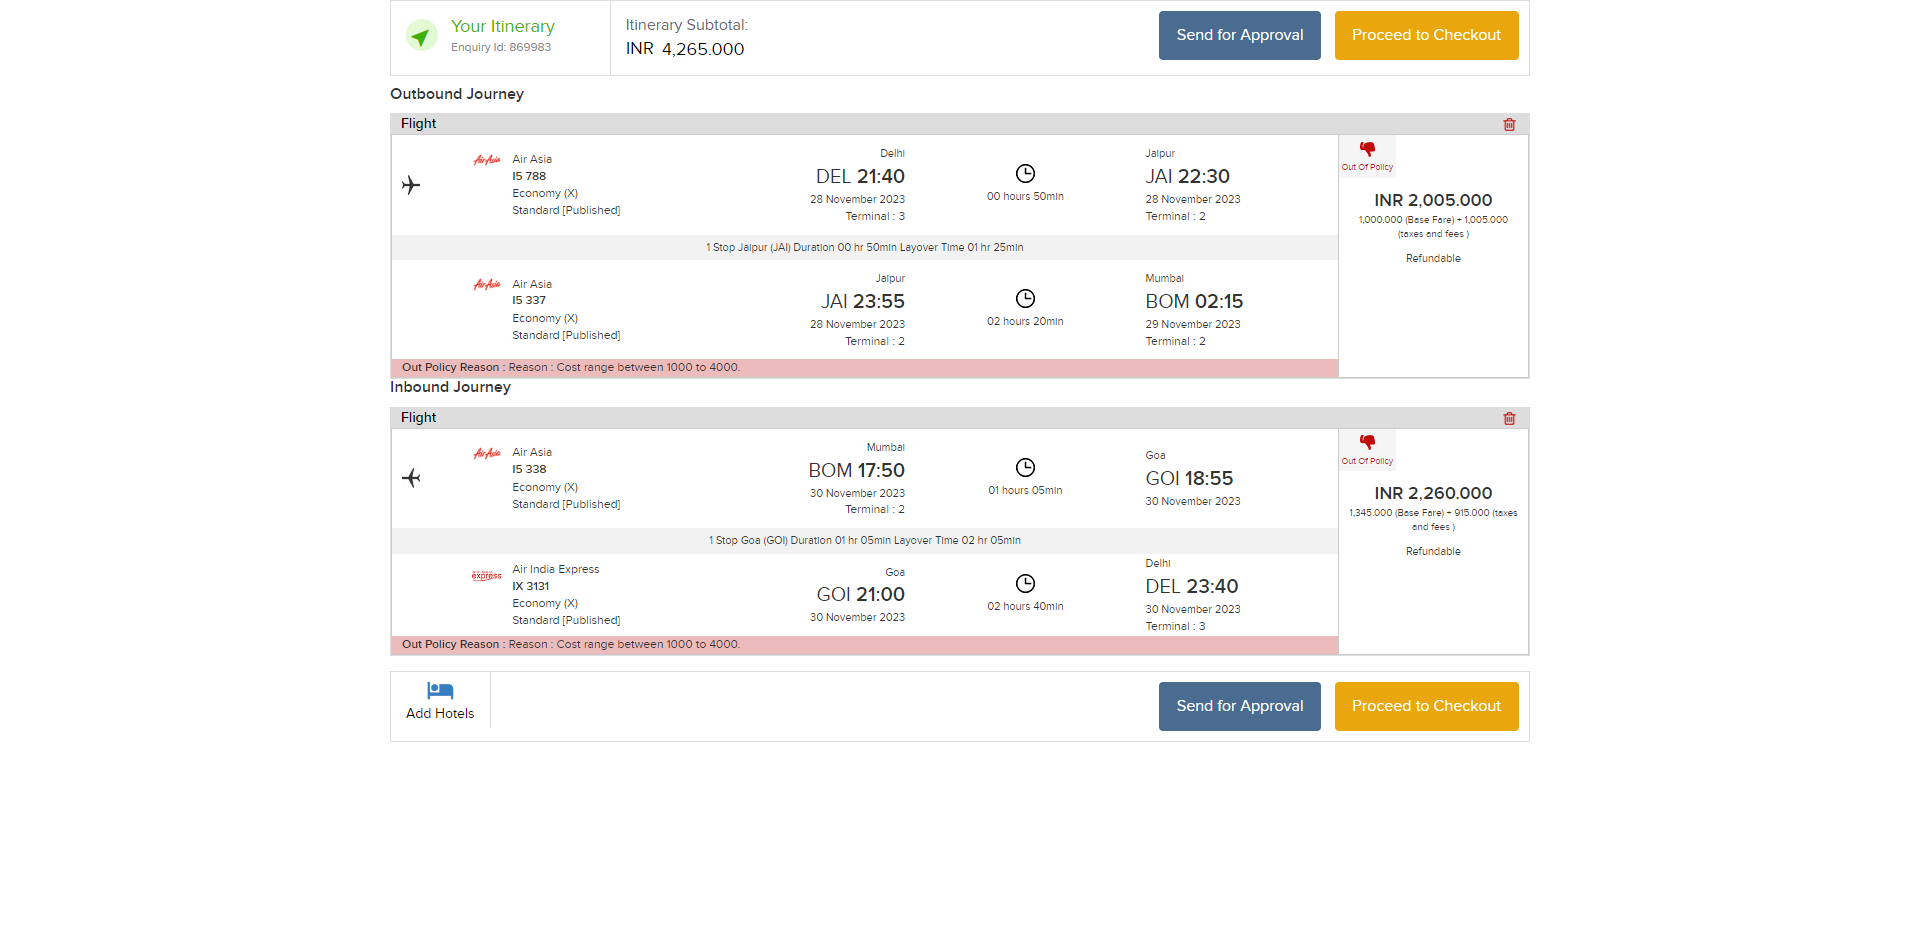 Your Itinerary
Enquiry Id: 869983
Itinerary Subtotal:
INR 4,265.000
Send for Approval
Proceed to Checkout
Outbound Journey
Flight
AirAsia
Air Asia
I5 788
Economy (X)
Standard [Published]
Delhi
DEL 21:40
28 November 2023
Terminal : 3
00 hours 50min
Jaipur
JAI 22:30
28 November 2023
Terminal : 2
Out Of Policy
INR 2,005.000
1,000.000 (Base Fare) + 1,005.000
(taxes and fees )
Refundable
1 Stop Jaipur (JAI) Duration 00 hr 50min Layover Time 01 hr 25min
AirAsia
Air Asia
I5 337
Economy (X)
Standard [Published]
Jaipur
JAI 23:55
28 November 2023
Terminal : 2
02 hours 20min
Mumbai
BOM 02:15
29 November 2023
Terminal : 2
Out Policy Reason : Reason : Cost range between 1000 to 4000.
Inbound Journey
Flight
AirAsia
Air Asia
I5 338
Economy (X)
Standard [Published]
Mumbai
BOM 17:50
30 November 2023
Terminal : 2
01 hours 05min
Goa
GOI 18:55
30 November 2023
Out Of Policy
INR 2,260.000
1,345.000 (Base Fare) + 915.000 (taxes
and fees )
Refundable
1 Stop Goa (GOI) Duration 01 hr 05min Layover Time 02 hr 05min
express
Air India Express
IX 3131
Economy (X)
Standard [Published]
Goa
GOI 21:00
30 November 2023
02 hours 40min
Delhi
DEL 23:40
30 November 2023
Terminal : 3
Out Policy Reason : Reason : Cost range between 1000 to 4000.
Add Hotels
Send for Approval
Proceed to Checkout